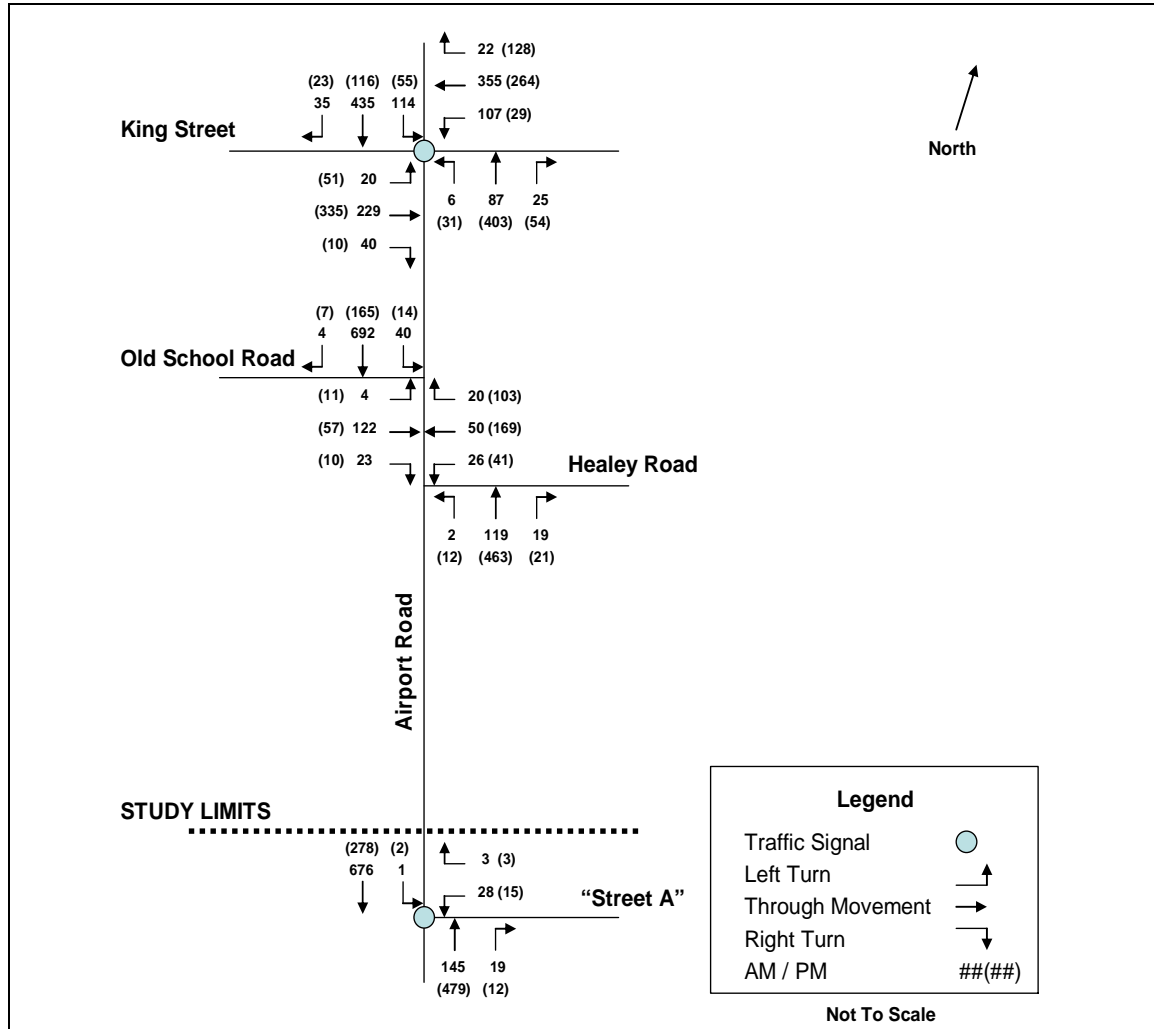 22 (128)
(23) (116) (55)
355 (264)
35 435 114
107 (29)
King Street
North
(51) 20
6 87 25
(31) (403) (54)
(335) 229
(10) 40
(7) (165) (14)
4 692 40
Old School Road
(11) 4
20 (103)
(57) 122
50 (169)
(10) 23
26 (41)
Healey Road
2 119 19
(12) (463) (21)
Airport Road
STUDY LIMITS
(278) (2)
676 1
3 (3)
28 (15)
“Street A”
145 19
(479) (12)
Legend
Traffic Signal
Left Turn
Through Movement
Right Turn
AM / PM ##(##)
Not To Scale